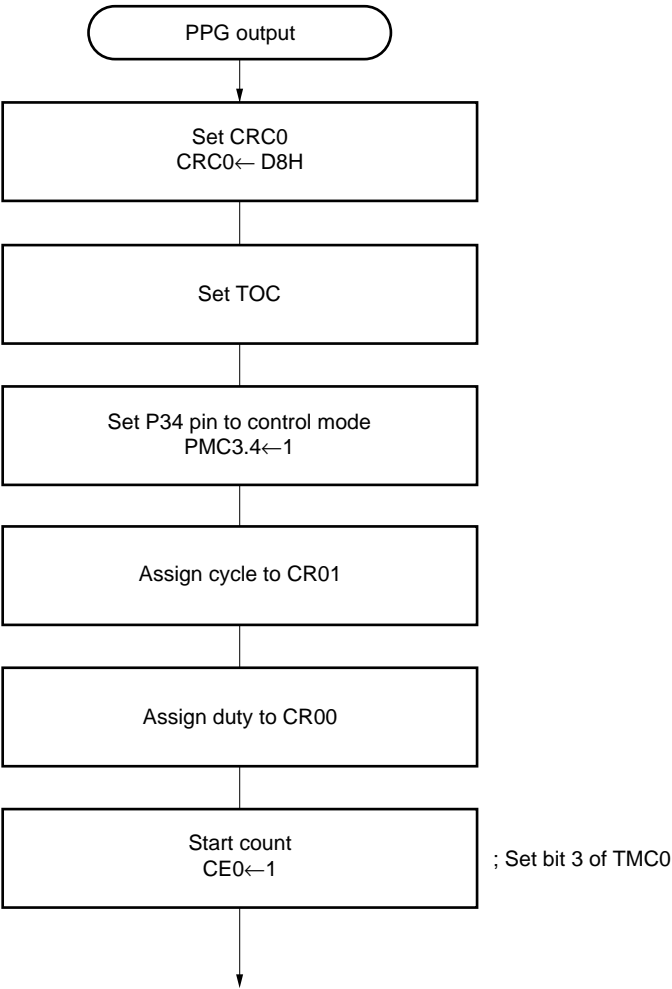 PPG output
Set CRC0
CRC0← D8H
Set TOC
Set P34 pin to control mode
PMC3.4←1
Assign cycle to CR01
Assign duty to CR00
Start count
CE0←1
; Set bit 3 of TMC0